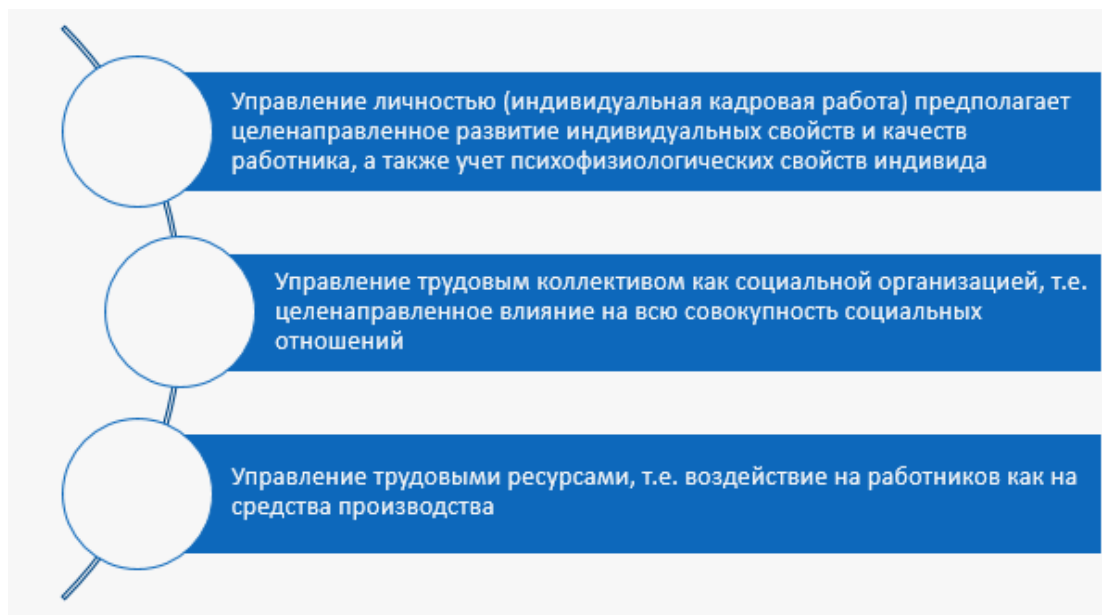 Управление личностью (индивидуальная кадровая работа) предполагает
целенаправленное развитие индивидуальных свойств и качеств
работника, а также учет психофизиологических свойств индивида
Управление трудовым коллективом как социальной организацией, т.е.
целенаправленное влияние на всю совокупность социальных
отношений
Управление трудовыми ресурсами, т.е. воздействие на работников как на
средства производства